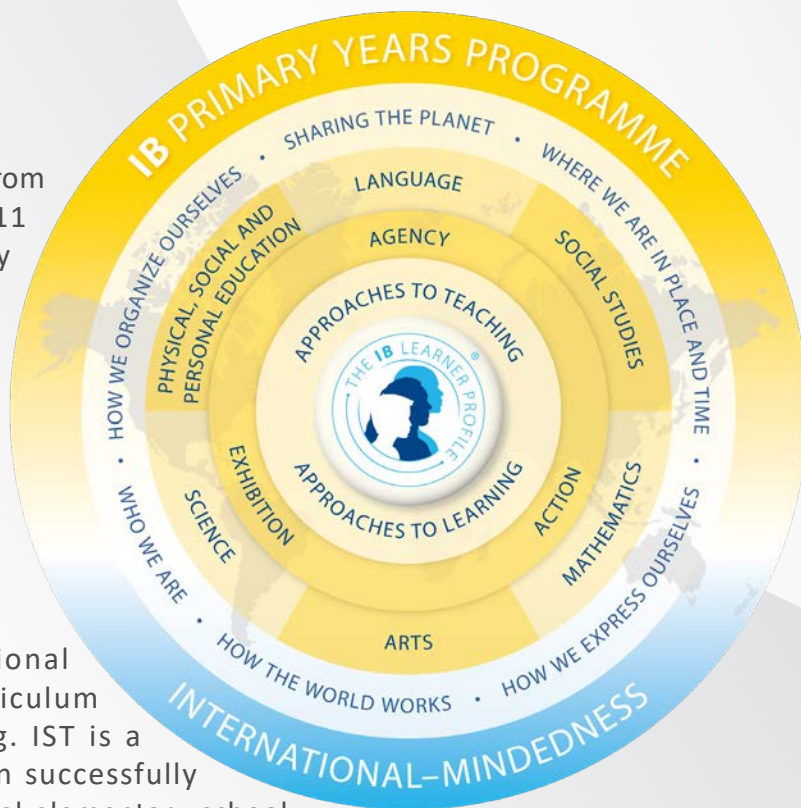 rom
11
y
IB PRIMARY YEARS PROGRAMME
SHARING THE PLANET
•
WHERE WE ARE IN PLACE AND TIME
•
HOW WE EXPRESS OURSELVES
•
HOW THE WORLD WORKS
•
WHO WE ARE
•
HOW WE ORGANIZE OURSELVES
•
LANGUAGE
SOCIAL STUDIES
MATHEMATICS
ARTS
SCIENCE
PHYSICAL, SOCIAL AND
PERSONAL EDUCATION
AGENCY
ACTION
EXHIBITION
APPROACHES TO TEACHING
APPROACHES TO LEARNING
THE IB LEARNER PROFILE®
INTERNATIONAL–MINDEDNESS
ional
iculum
g. IST is a
n successfully